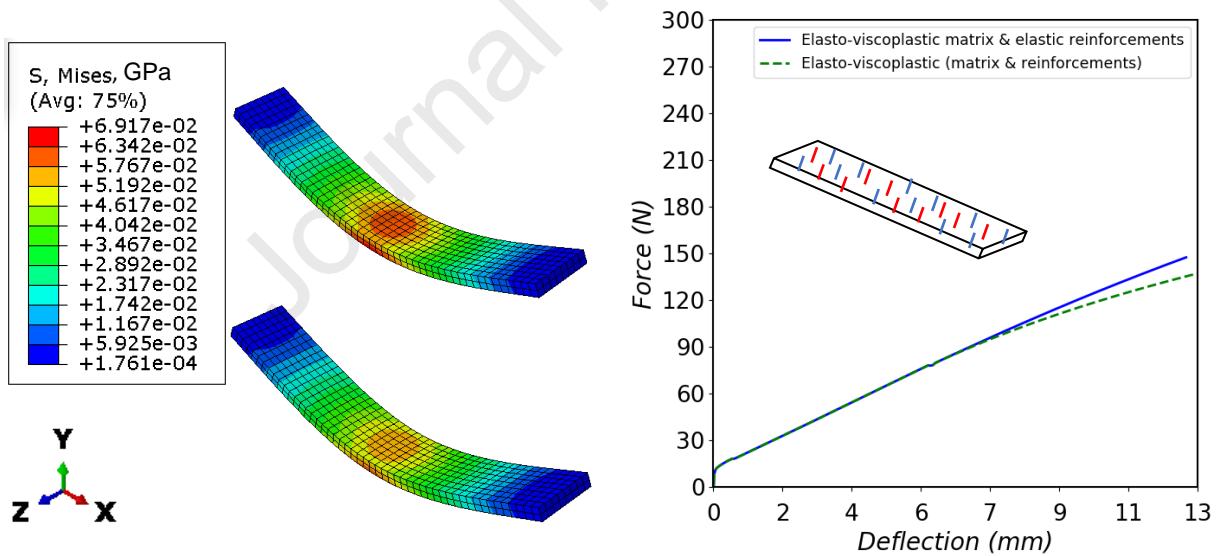 Journal
S, Mises, GPa
(Avg: 75%)
+6.917e-02
+6.342e-02
+5.767e-02
+5.192e-02
+4.617e-02
+4.042e-02
+3.467e-02
+2.892e-02
+2.317e-02
+1.742e-02
+1.167e-02
+5.925e-03
+1.761e-04
Y
Z
X
300
270
240
210
180
150
120
90
60
30
0
Force (N)
Elasto-viscoplastic matrix & elastic reinforcements
Elasto-viscoplastic (matrix & reinforcements)
0
2
4
6
7
9
11
13
Deflection (mm)